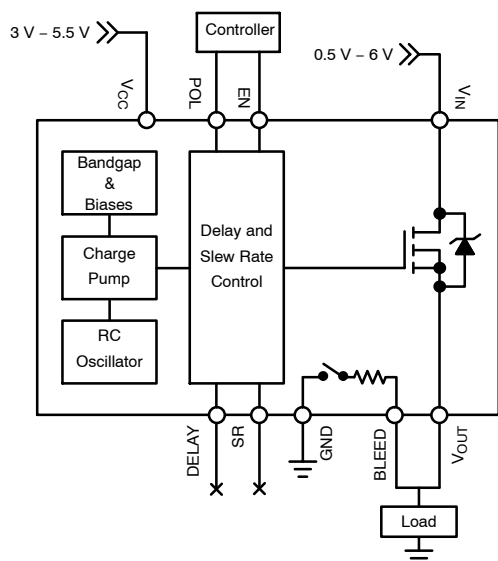 3 V – 5.5 V
Controller
0.5 V – 6 V
VCC
POL
EN
VIN
Bandgap
&
Biases
Charge
Pump
RC
Oscillator
Delay and
Slew Rate
Control
DELAY
SR
GND
BLEED
VOUT
Load